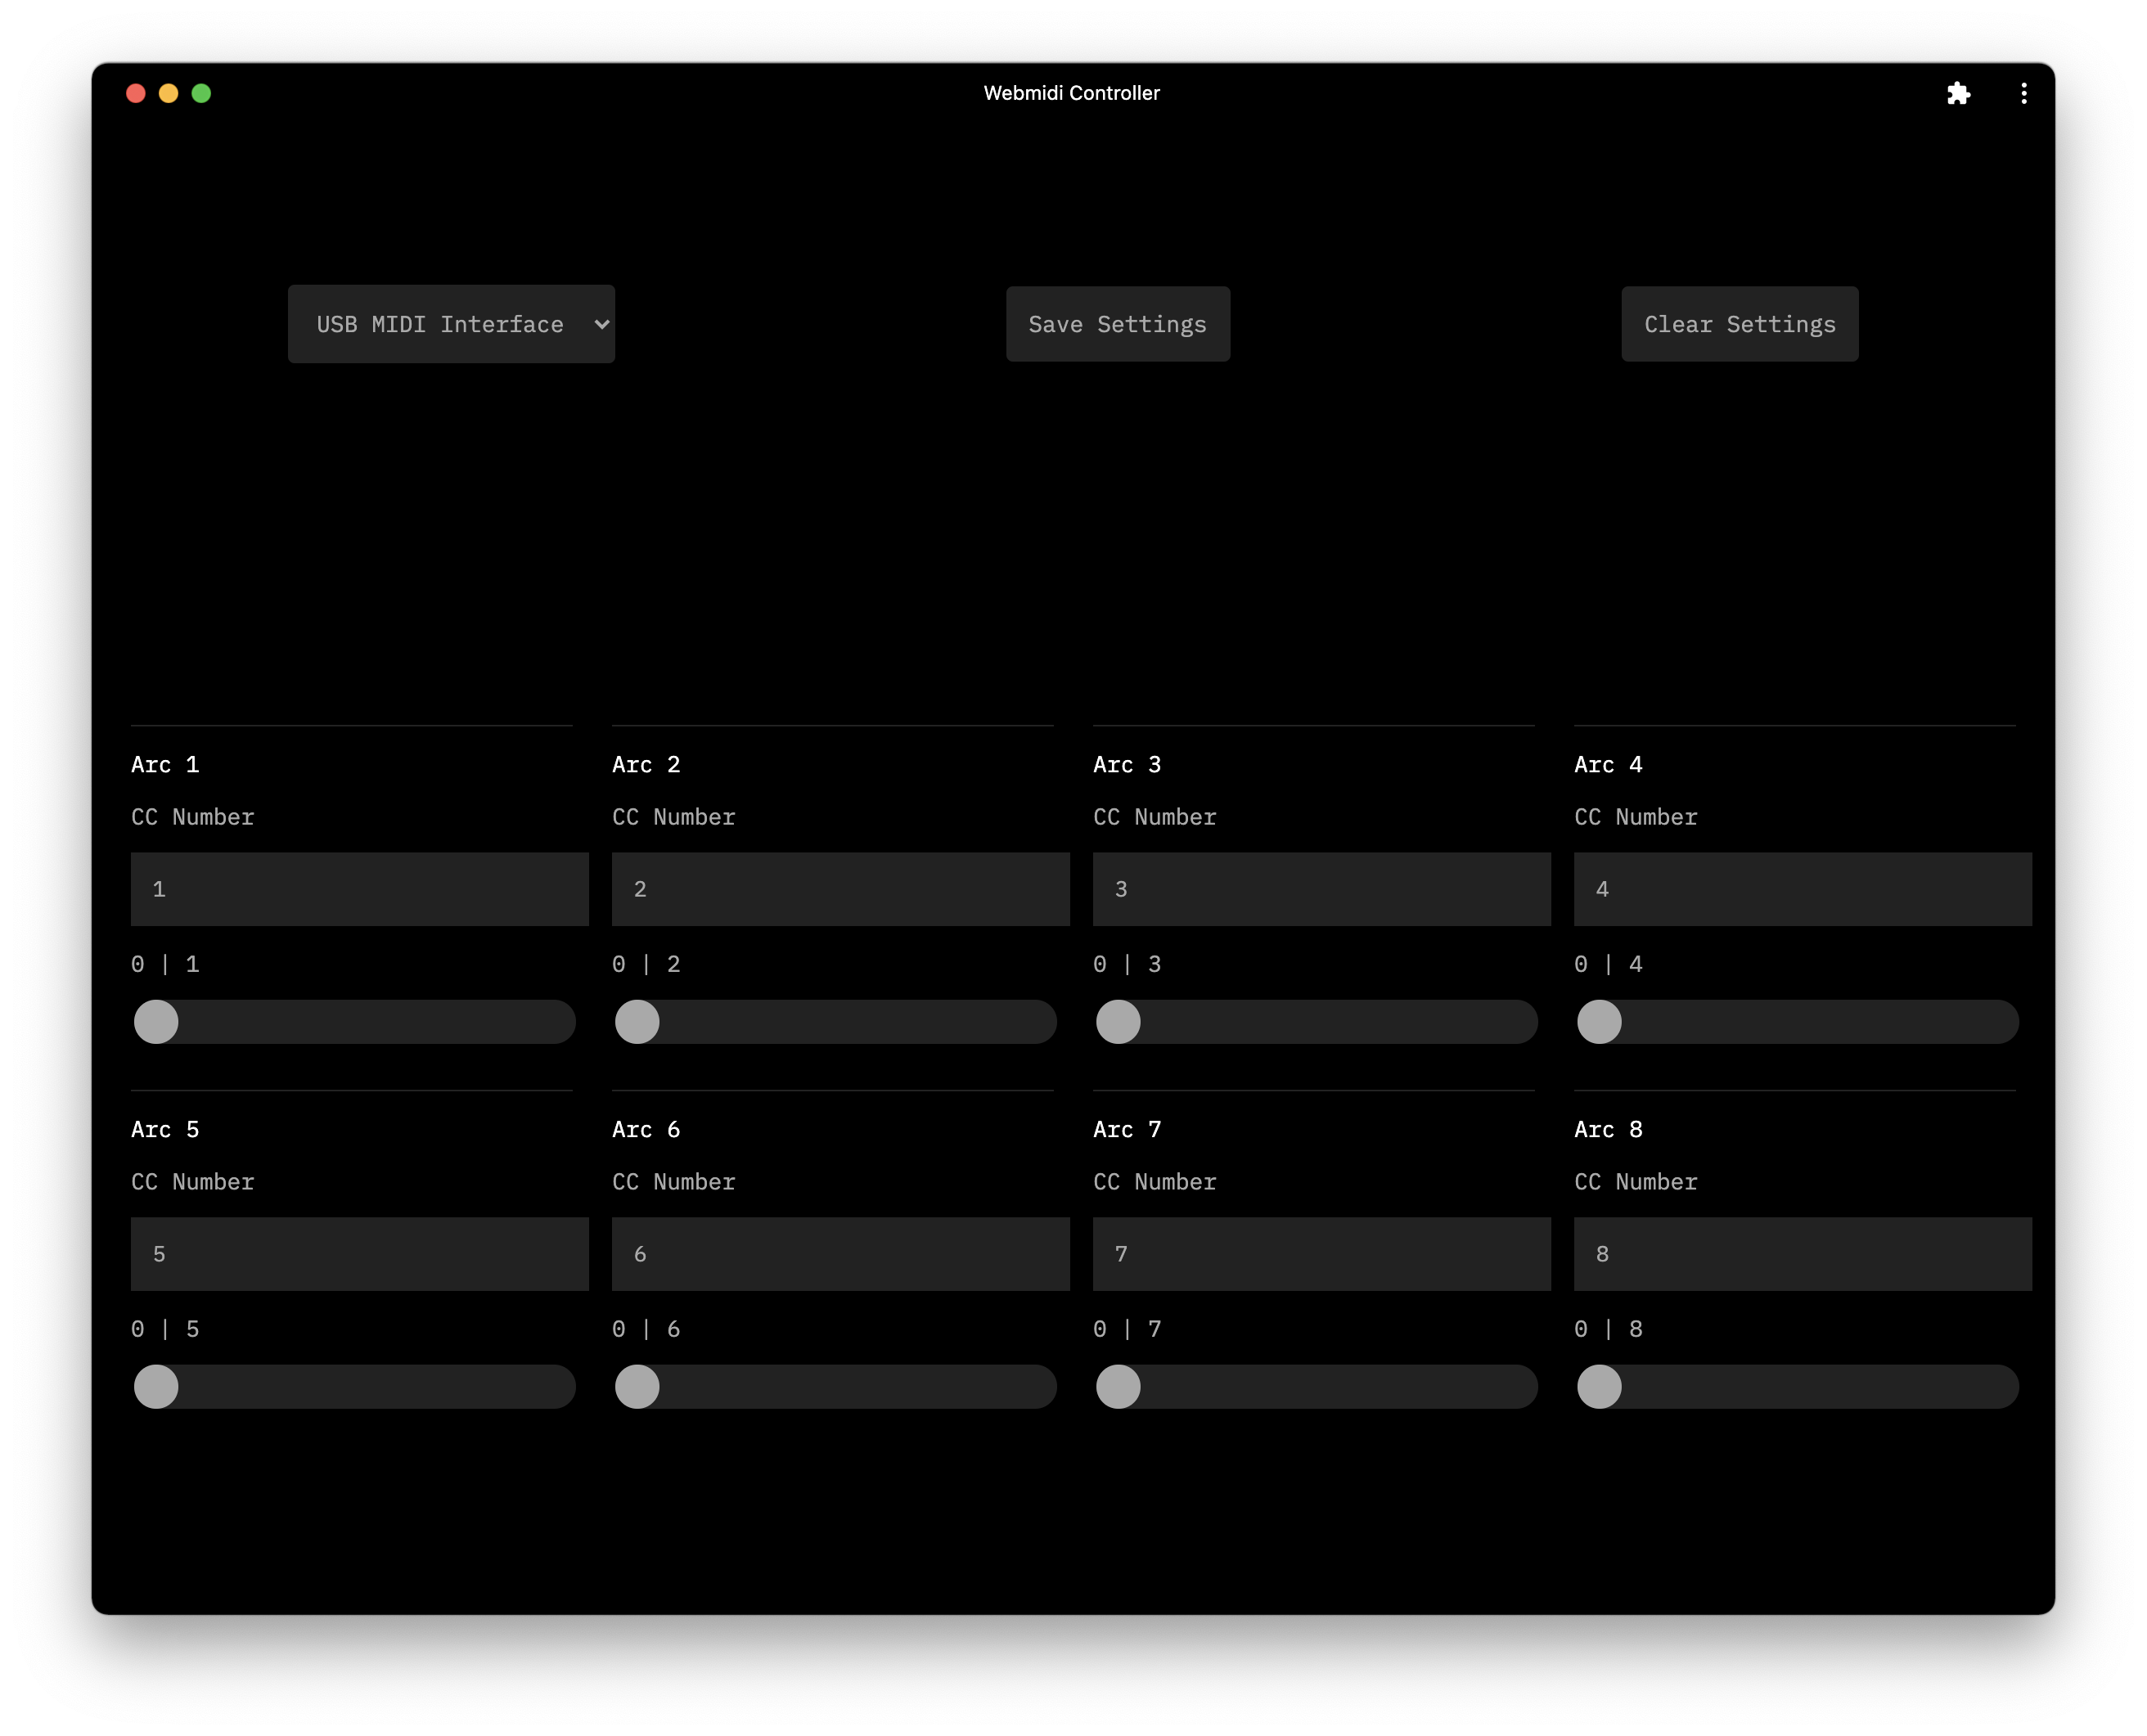 Webmidi Controller
USB MIDI Interface
Save Settings
Clear Settings
Arc 1
CC Number
1
0 | 1
Arc 2
CC Number
2
0 | 2
Arc 3
CC Number
3
0 | 3
Arc 4
CC Number
4
0 | 4
Arc 5
CC Number
5
0 | 5
Arc 6
CC Number
6
0 | 6
Arc 7
CC Number
7
0 | 7
Arc 8
CC Number
8
0 | 8